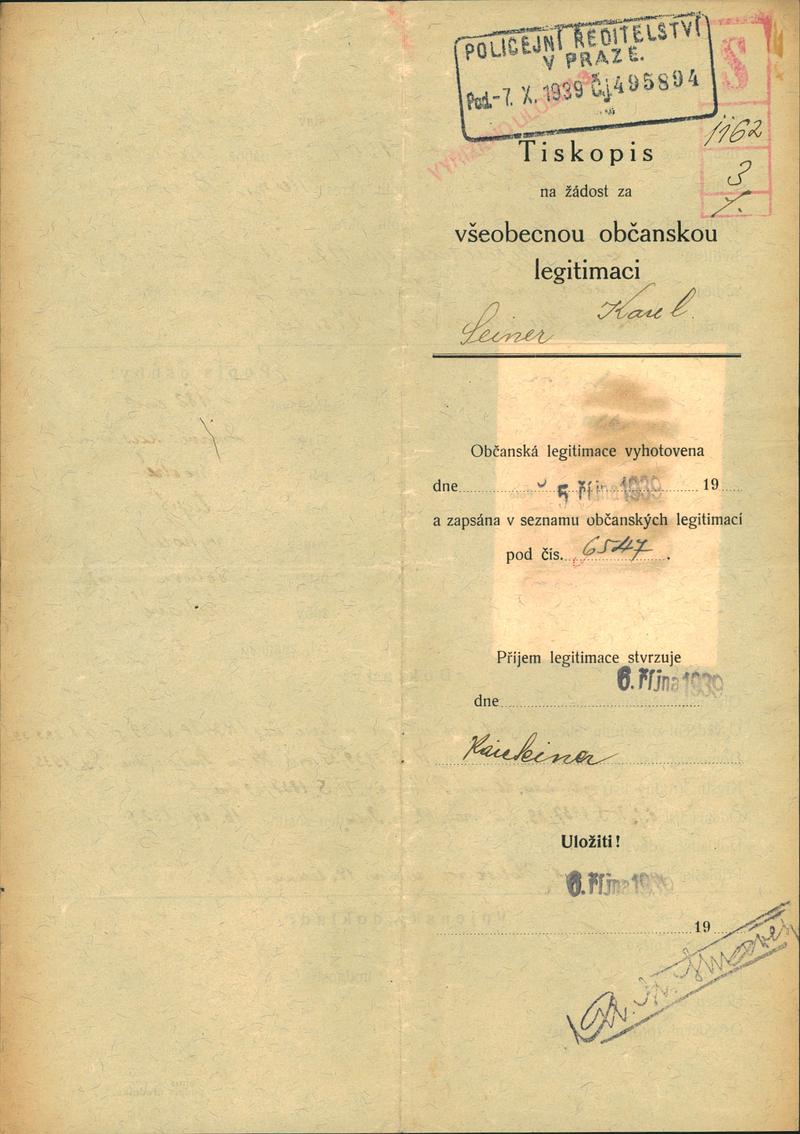 POLICEJNÍ ŘEDITELSTVÍ
V PRAZE.
Pod.-7. X. 1939 Čj 495894
S
1162
3
Tiskopis
na žádost za
všeobecnou občanskou
legitimaci
Seiner Karel.
Občanská legitimace vyhotovena
dne 5. října 1939 19
a zapsána v seznamu občanských legitimací
pod čís. 6547.
Příjem legitimace stvrzuje
6. října 1939
dne
Uložiti!
6. října 1939
19